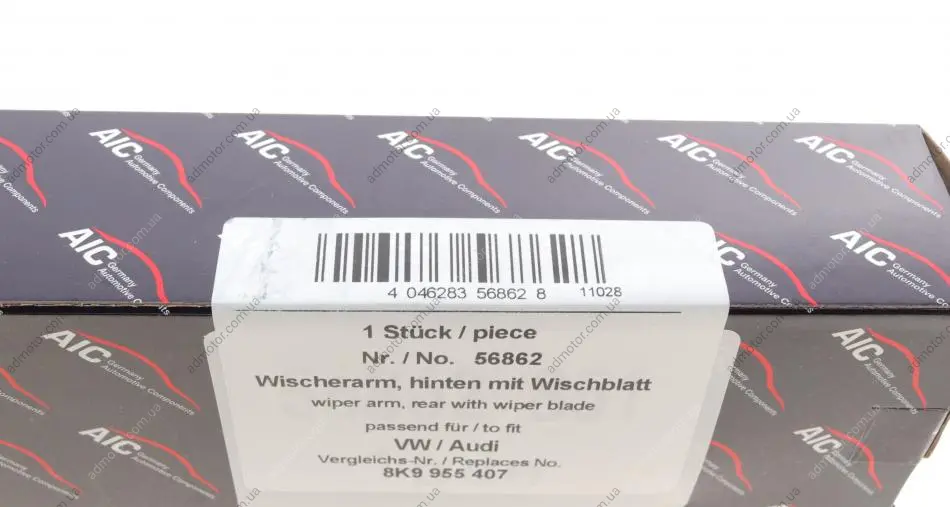 AIC Germany Automotive Components
4 046283 56862 8
11028
1 Stück / piece
Nr. / No. 56862
Wischerarm, hinten mit Wischblatt
wiper arm, rear with wiper blade
passend für / to fit
VW / Audi
Vergleichs-Nr. / Replaces No.
8K9 955 407
admotor.com.ua